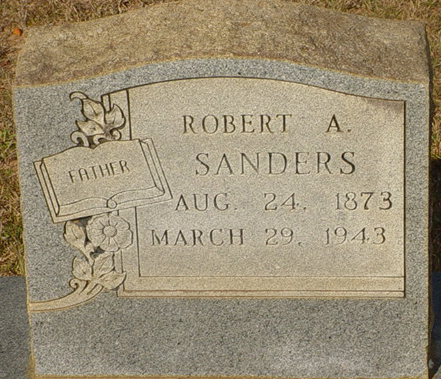 FATHER
ROBERT A.
SANDERS
AUG. 24, 1873
MARCH 29, 1943